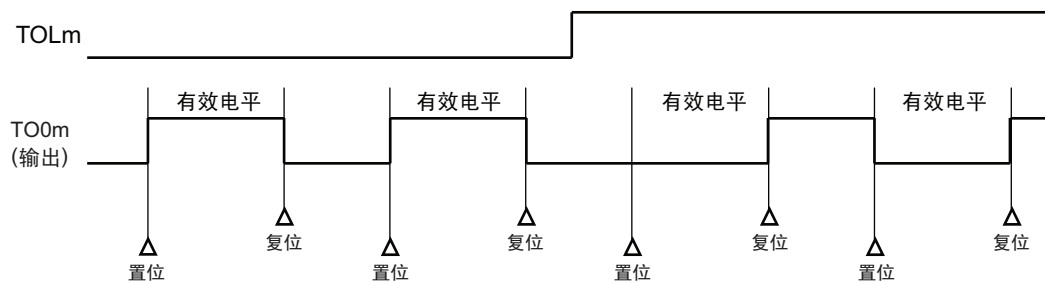 TOLm
有效电平 有效电平 有效电平 有效电平
TO0m
(输出)
复位 复位 复位 复位
置位 置位 置位 置位